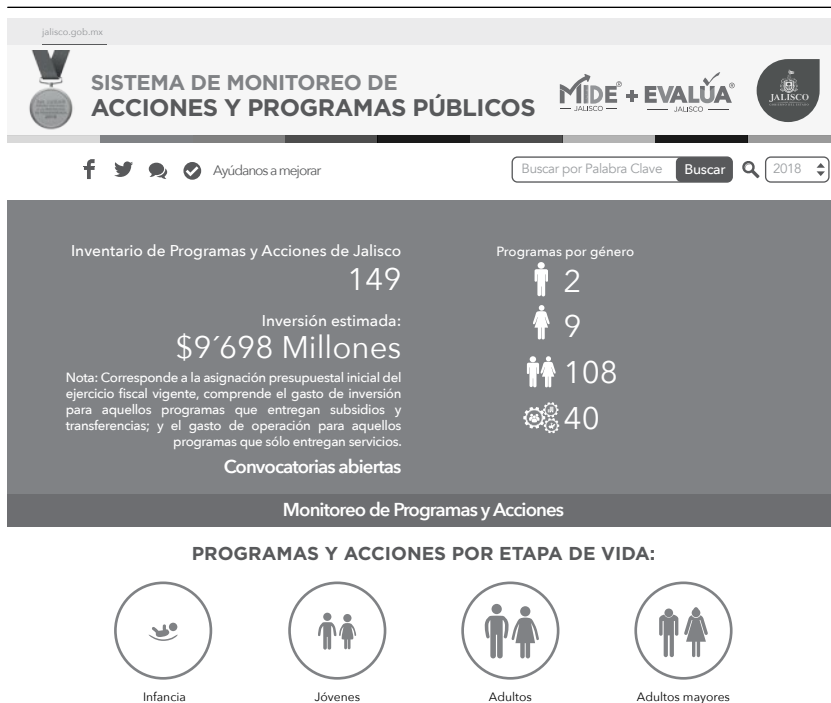 jalisco.gob.mx
SISTEMA DE MONITOREO DE
ACCIONES Y PROGRAMAS PÚBLICOS
MIDE® + EVALÚA®
JALISCO JALISCO
JALISCO
Ayúdanos a mejorar
Buscar por Palabra Clave Buscar 2018
Inventario de Programas y Acciones de Jalisco
149
Inversión estimada:
$9´698 Millones
Nota: Corresponde a la asignación presupuestal inicial del
ejercicio fiscal vigente, comprende el gasto de inversión
para aquellos programas que entregan subsidios y
transferencias; y el gasto de operación para aquellos
programas que sólo entregan servicios.
Convocatorias abiertas
Programas por género
2
9
108
40
Monitoreo de Programas y Acciones
PROGRAMAS Y ACCIONES POR ETAPA DE VIDA:
Infancia Jóvenes Adultos Adultos mayores